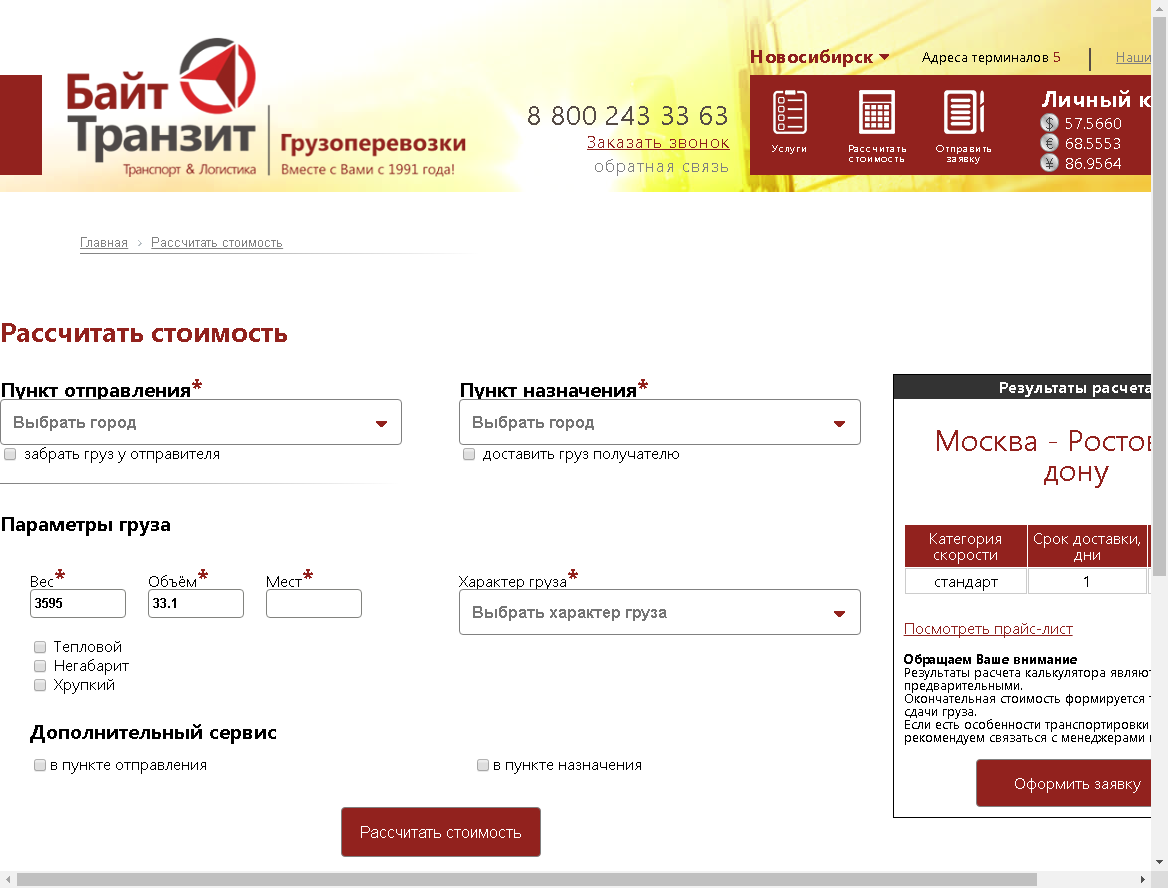 Байт
Транзит
Транспорт & Логистика
Грузоперевозки
Вместе с Вами с 1991 года!
8 800 243 33 63
Заказать звонок
обратная связь
Новосибирск
Адреса терминалов 5
Наши
Услуги
Рассчитать
стоимость
Отправить
заявку
Личный к
$ 57.5660
€ 68.5553
¥ 86.9564
Главная > Рассчитать стоимость
Рассчитать стоимость
Пункт отправления*
Выбрать город
забрать груз у отправителя
Пункт назначения*
Выбрать город
доставить груз получателю
Параметры груза
Вес* Объём* Мест*
3595 33.1
Характер груза*
Выбрать характер груза
Тепловой
Негабарит
Хрупкий
Дополнительный сервис
в пункте отправления
в пункте назначения
Рассчитать стоимость
Результаты расчета
Москва - Ростов
дону
Категория
скорости
Срок доставки,
дни
стандарт 1
Посмотреть прайс-лист
Обращаем Ваше внимание
Результаты расчета калькулятора являют
предварительными.
Окончательная стоимость формируется
сдачи груза.
Если есть особенности транспортировки
рекомендуем связаться с менеджерами
Оформить заявку